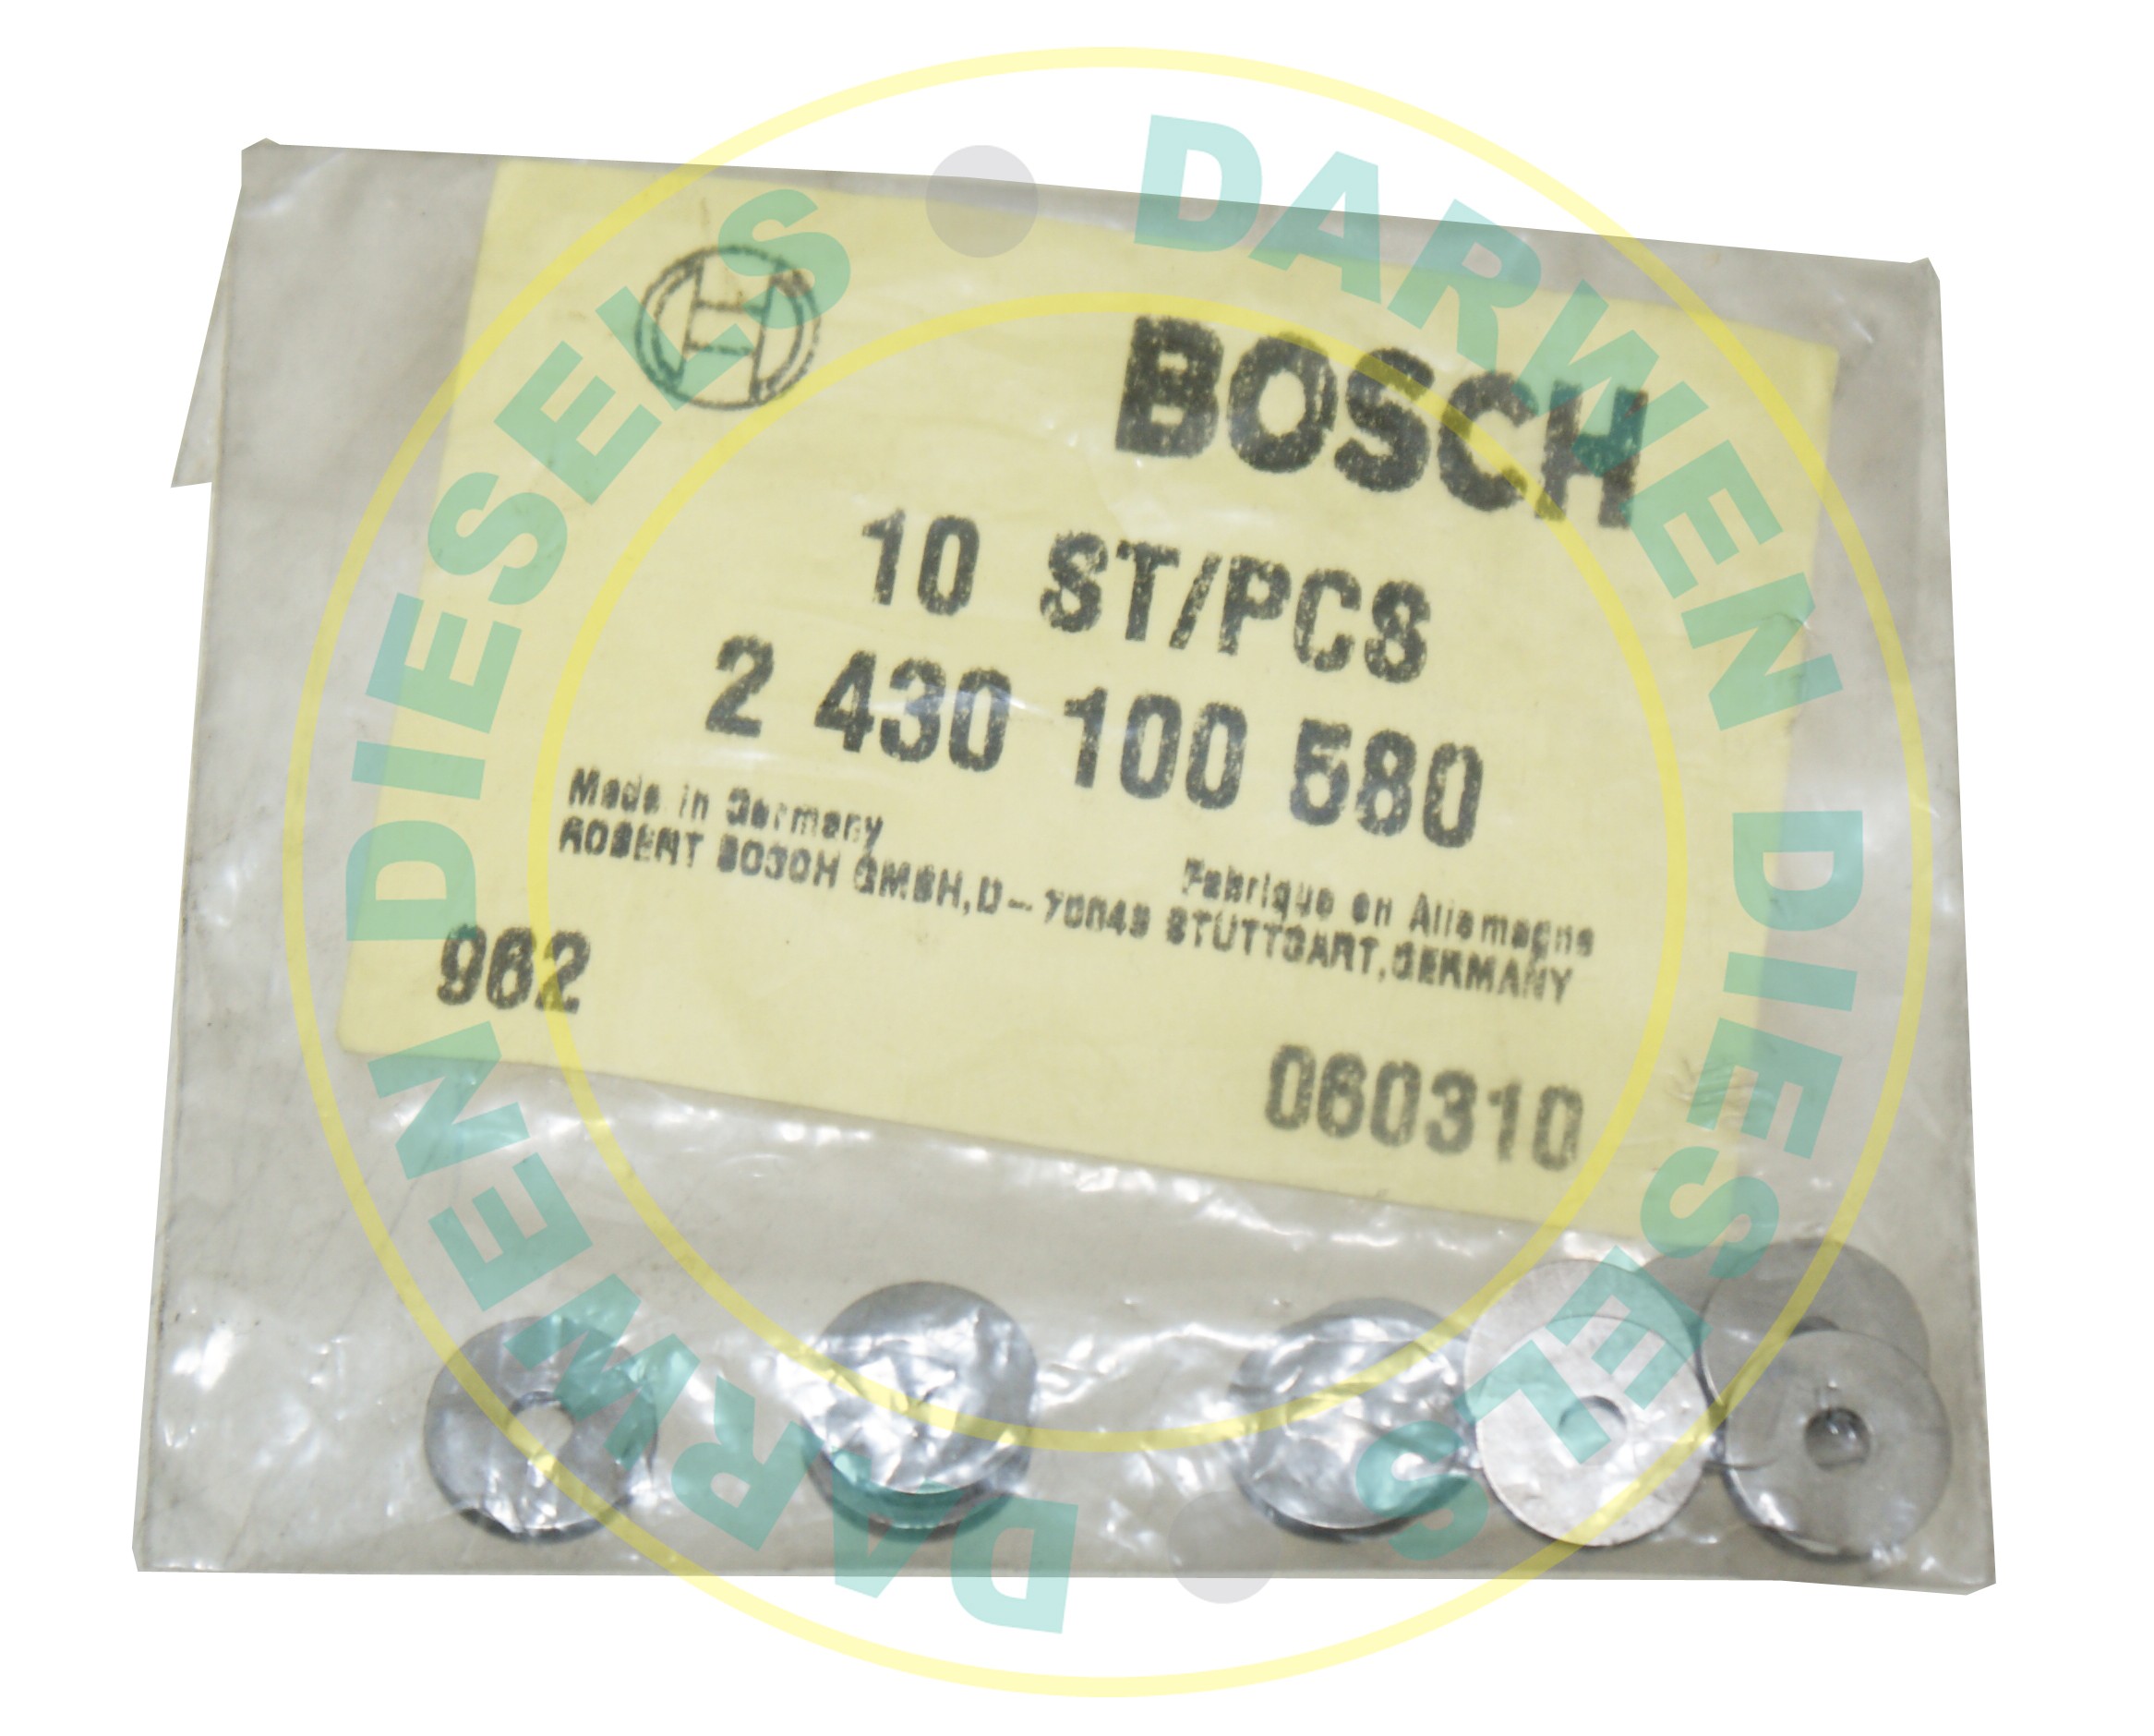 BOSCH
10 ST/PCS
2 430 100 580
Made in Germany
Fabrique en Allemagne
ROBERT BOSCH GMBH, D - 70049 STUTTGART, GERMANY
962
060310
DARWEN DIESELS
DARWEN DIESELS